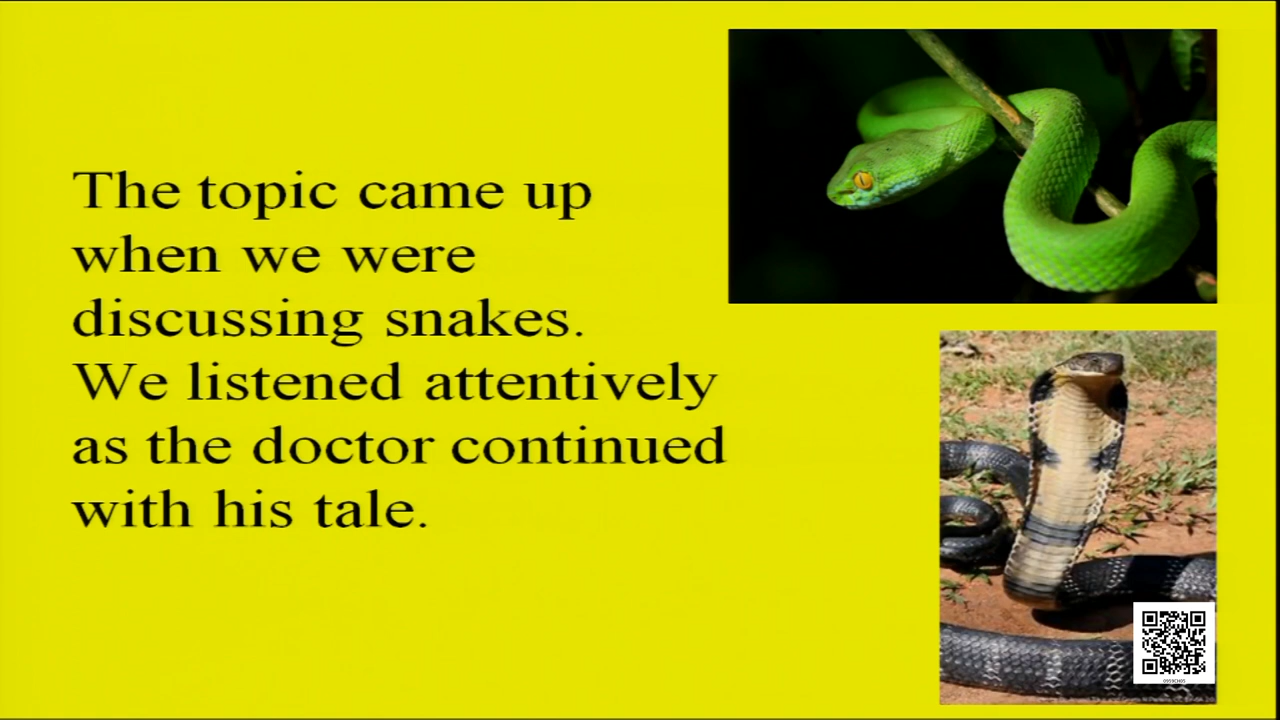 The topic came up
when we were
discussing snakes.
We listened attentively
as the doctor continued
with his tale.
0959CH05